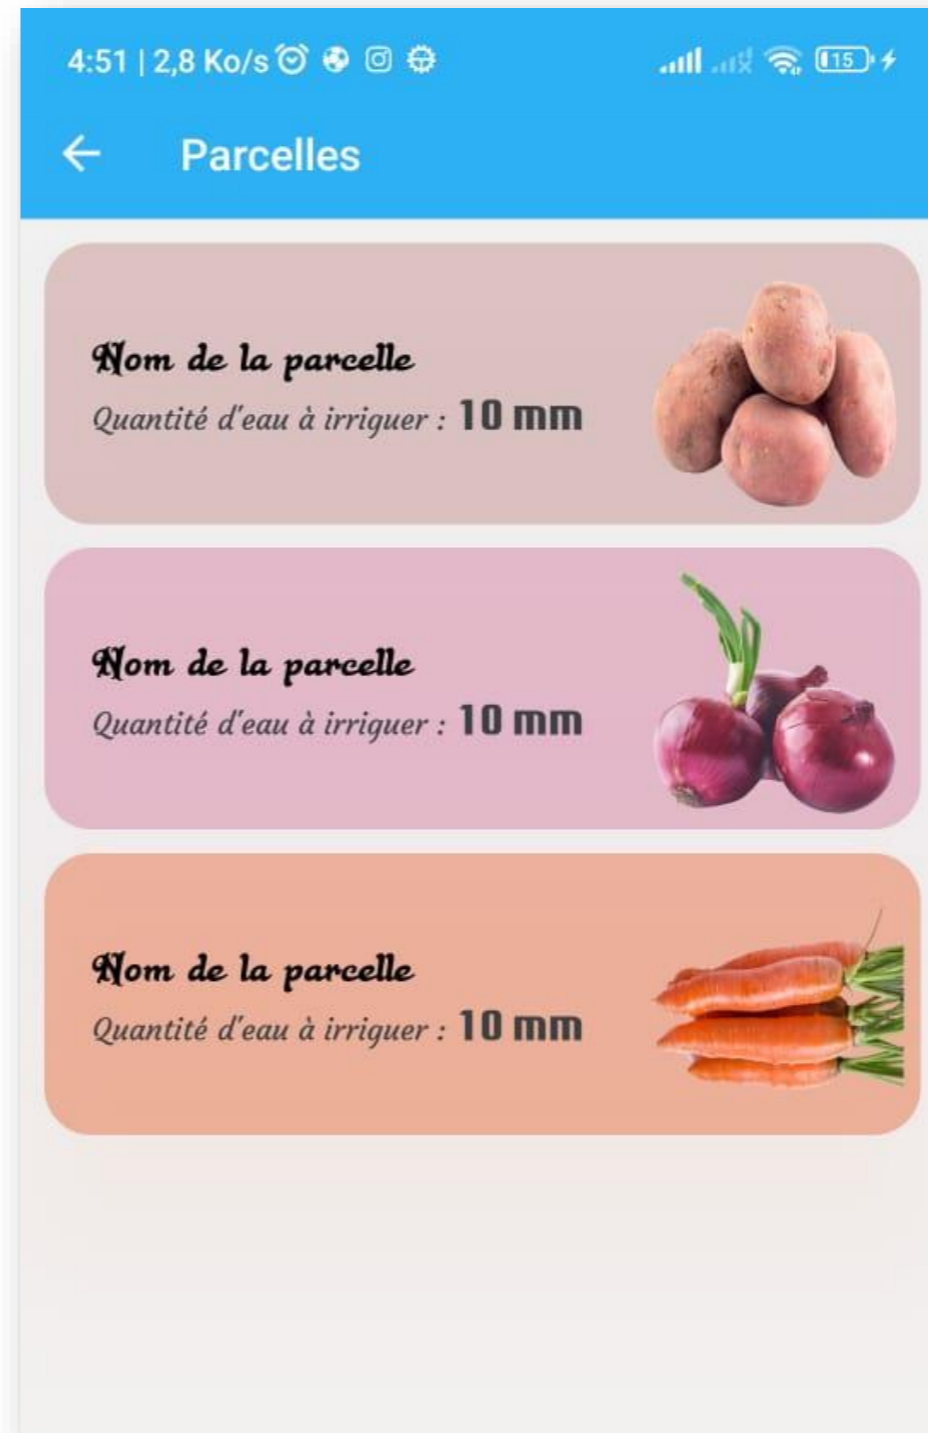 4:51 | 2,8 Ko/s 15
Parcelles
Nom de la parcelle
Quantité d'eau à irriguer : 10 mm
Nom de la parcelle
Quantité d'eau à irriguer : 10 mm
Nom de la parcelle
Quantité d'eau à irriguer : 10 mm